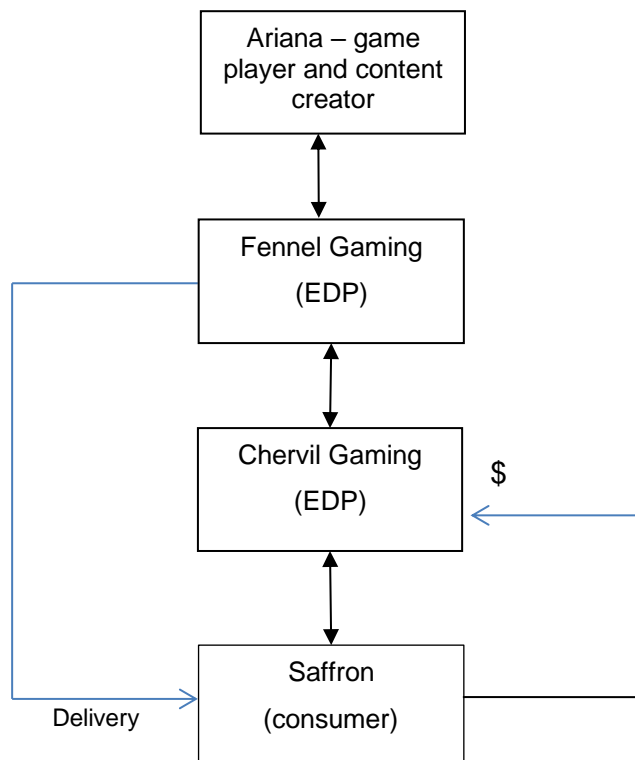 Ariana – game
player and content
creator
Fennel Gaming
(EDP)
Chervil Gaming
(EDP)
$
Saffron
(consumer)
Delivery